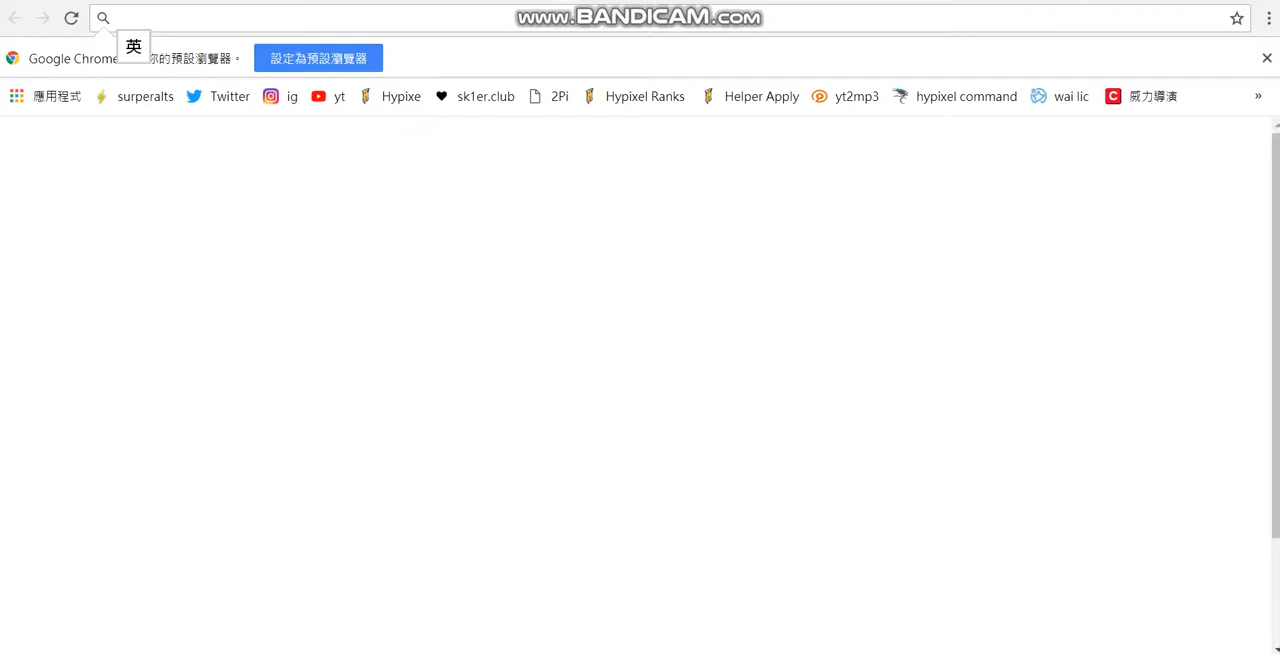 www.BANDICAM.com
英
Google Chrome 你的預設瀏覽器。 設定為預設瀏覽器
應用程式 surperalts Twitter ig yt Hypixe sk1er.club 2Pi Hypixel Ranks Helper Apply yt2mp3 hypixel command wai lic C 威力導演 »